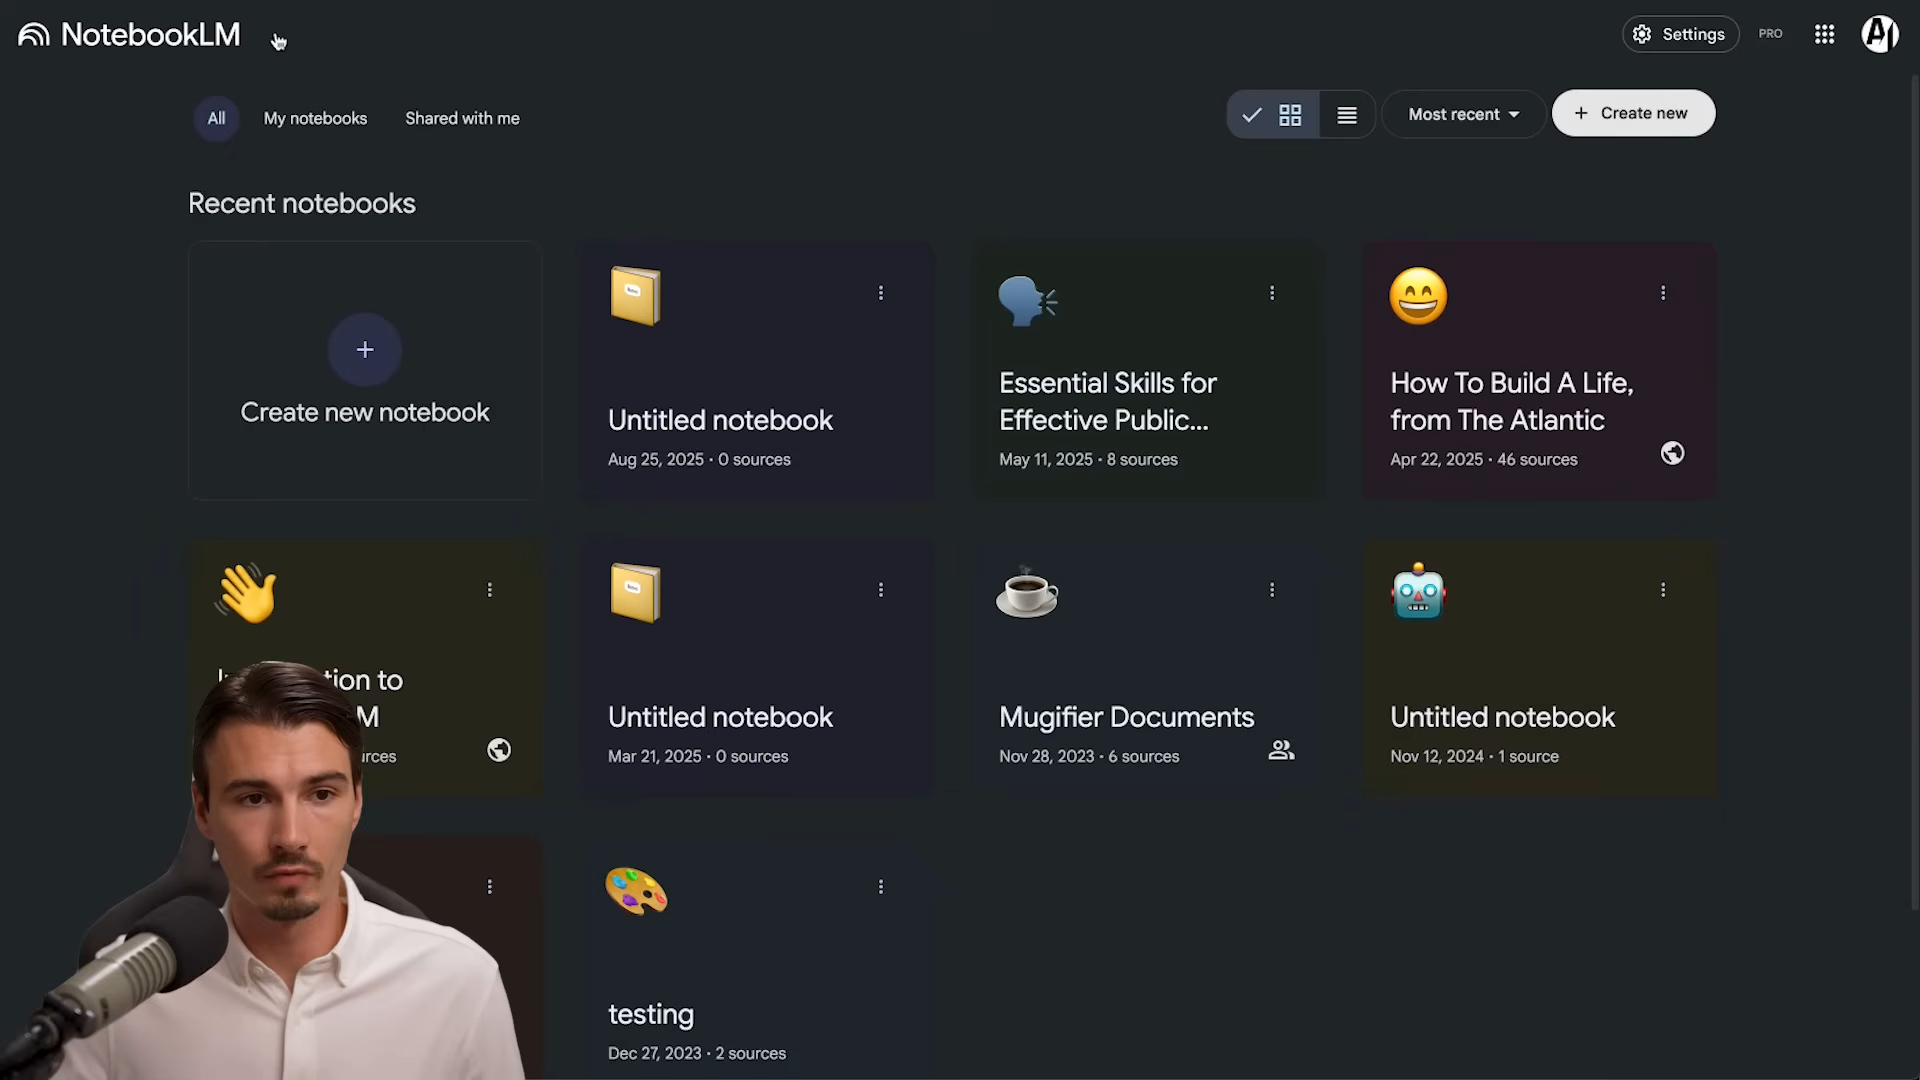 NotebookLM
Settings
PRO
AI
All
My notebooks
Shared with me
Most recent
Create new
Recent notebooks
Create new notebook
Untitled notebook
Aug 25, 2025 · 0 sources
Essential Skills for
Effective Public...
May 11, 2025 · 8 sources
How To Build A Life,
from The Atlantic
Apr 22, 2025 · 46 sources
tion to
M
Untitled notebook
Mar 21, 2025 · 0 sources
Mugifier Documents
Nov 28, 2023 · 6 sources
Untitled notebook
Nov 12, 2024 · 1 source
testing
Dec 27, 2023 · 2 sources